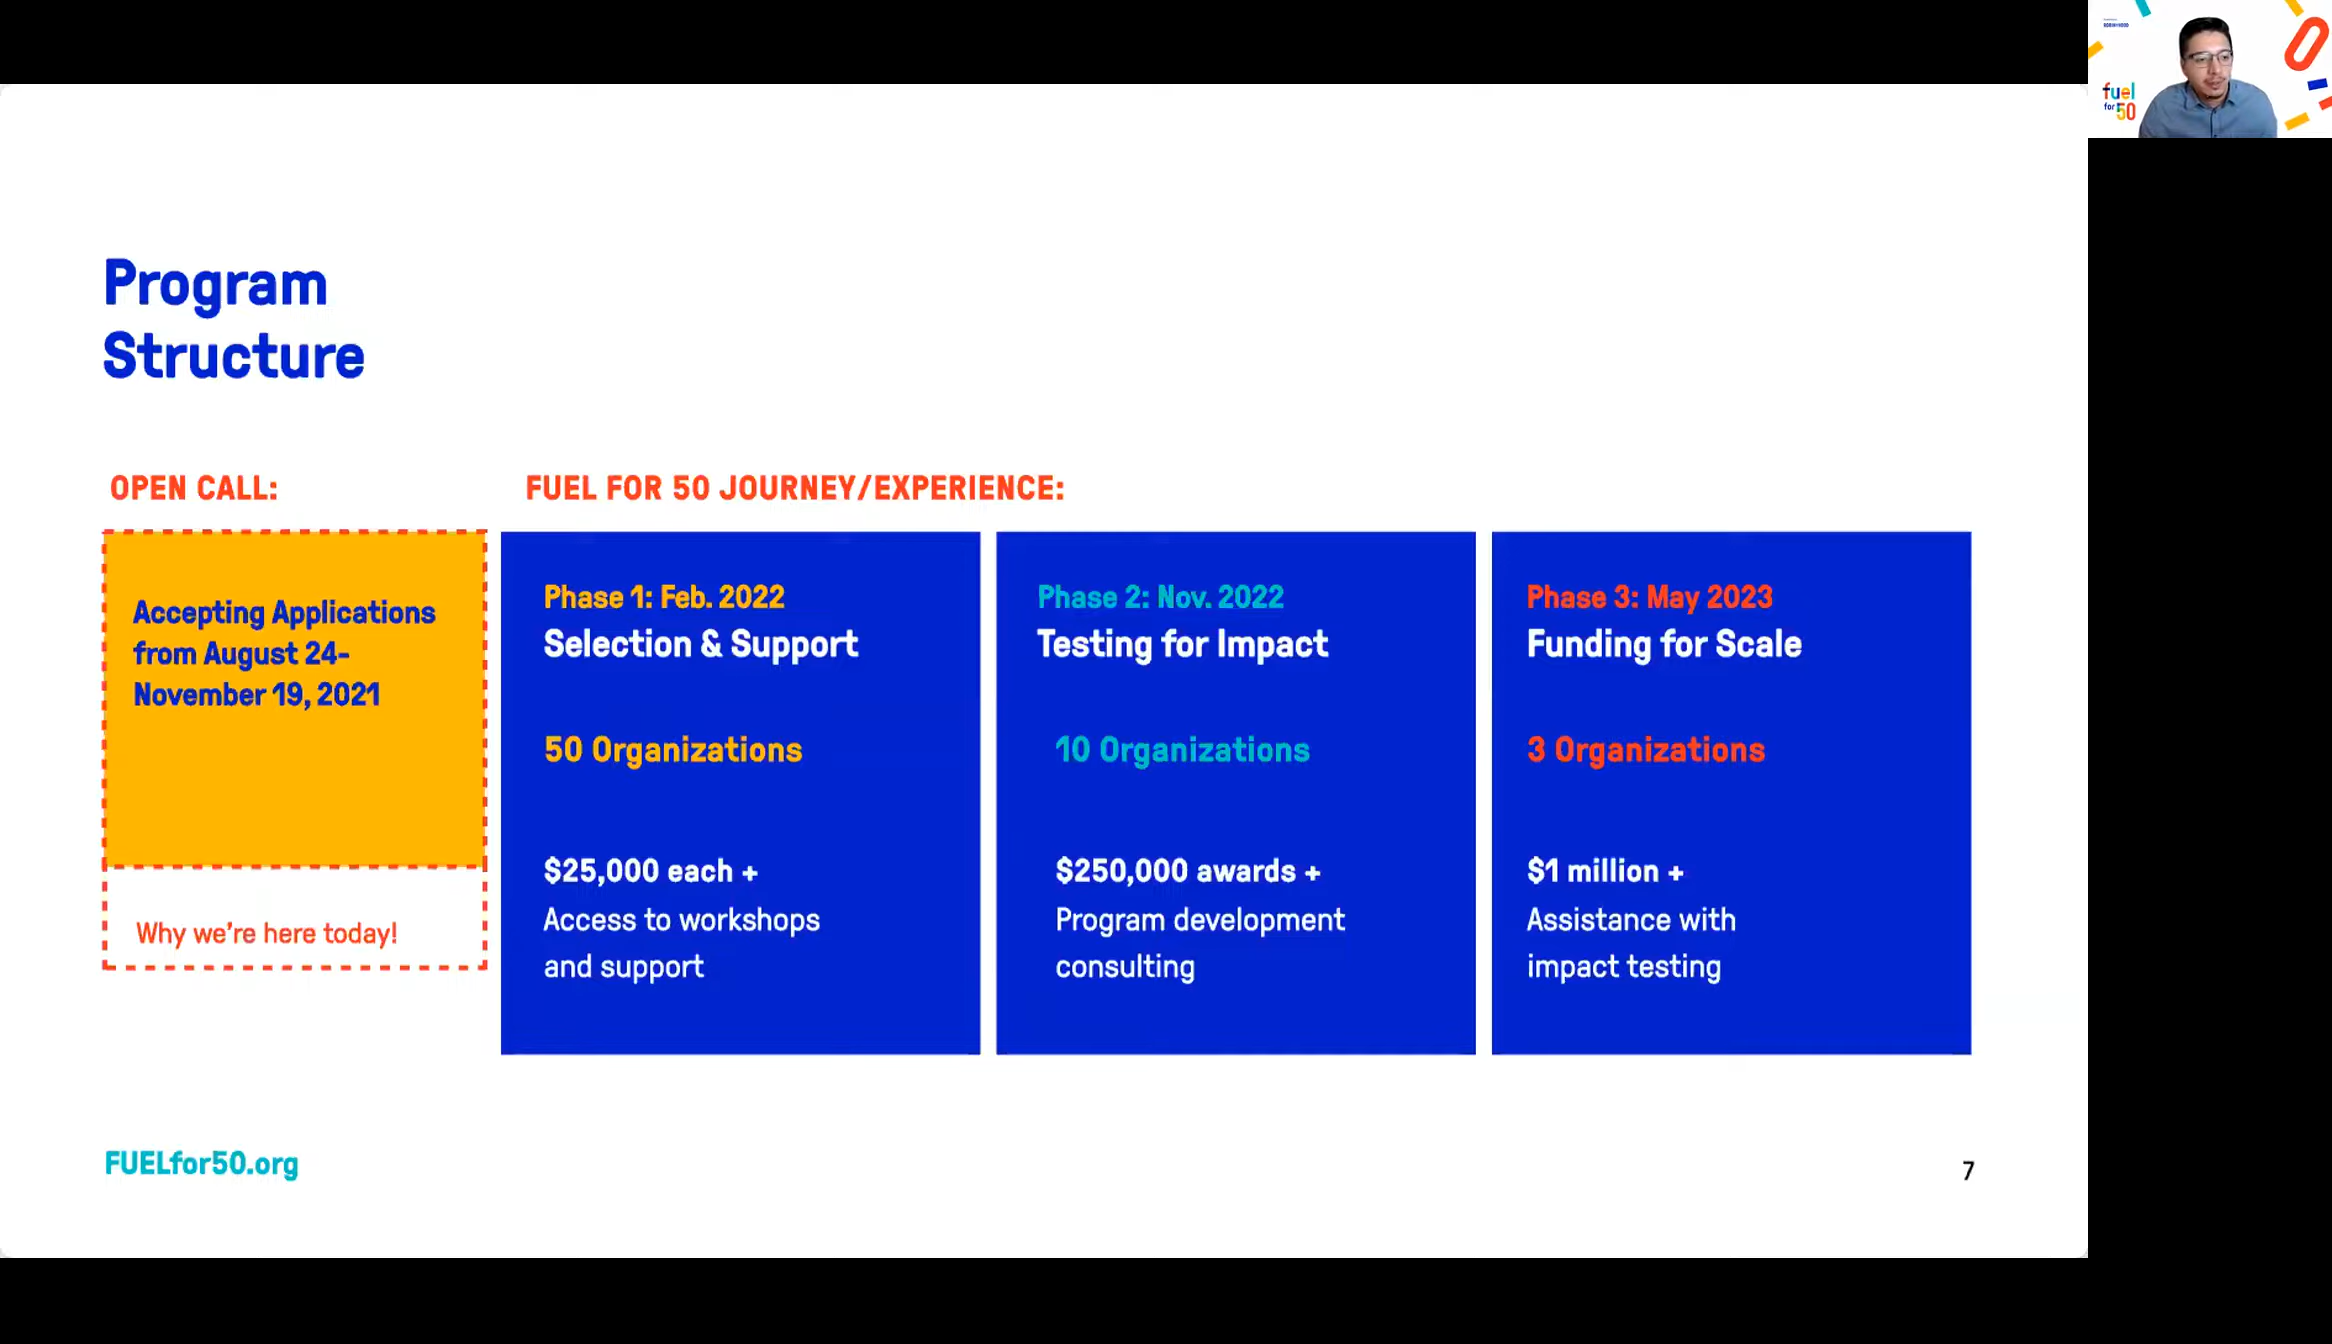 Program
Structure
OPEN CALL:
Accepting Applications
from August 24-
November 19, 2021
Why we're here today!
FUEL FOR 50 JOURNEY/EXPERIENCE:
Phase 1: Feb. 2022
Selection & Support
50 Organizations
$25,000 each +
Access to workshops
and support
Phase 2: Nov. 2022
Testing for Impact
10 Organizations
$250,000 awards +
Program development
consulting
Phase 3: May 2023
Funding for Scale
3 Organizations
$1 million +
Assistance with
impact testing
FUELfor50.org
7
fuel
for 50